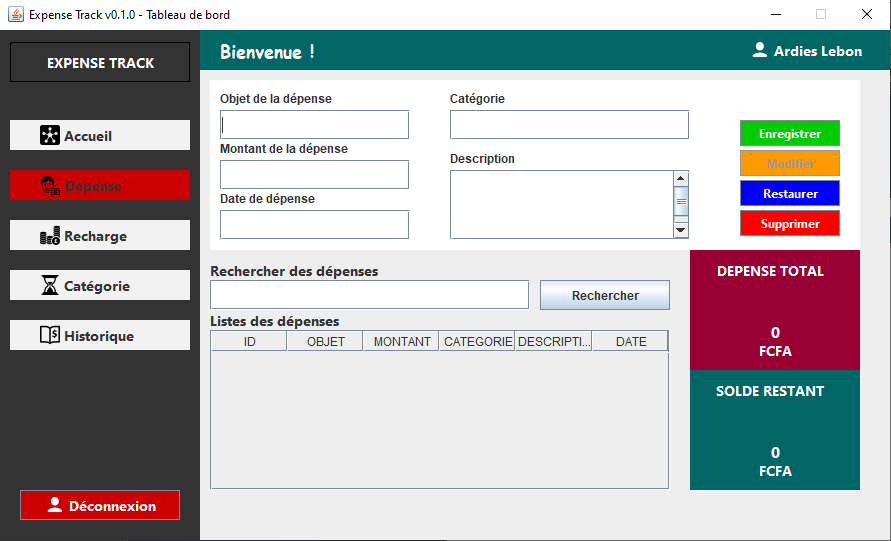 Expense Track v0.1.0 - Tableau de bord
EXPENSE TRACK
Bienvenue !
Ardies Lebon
Accueil
Dépense
Recharge
Catégorie
Historique
Déconnexion
Objet de la dépense
Catégorie
Montant de la dépense
Description
Date de dépense
Enregistrer
Modifier
Restaurer
Supprimer
Rechercher des dépenses
Rechercher
Listes des dépenses
ID OBJET MONTANT CATEGORIE DESCRIPTI... DATE
DEPENSE TOTAL
0
FCFA
SOLDE RESTANT
0
FCFA